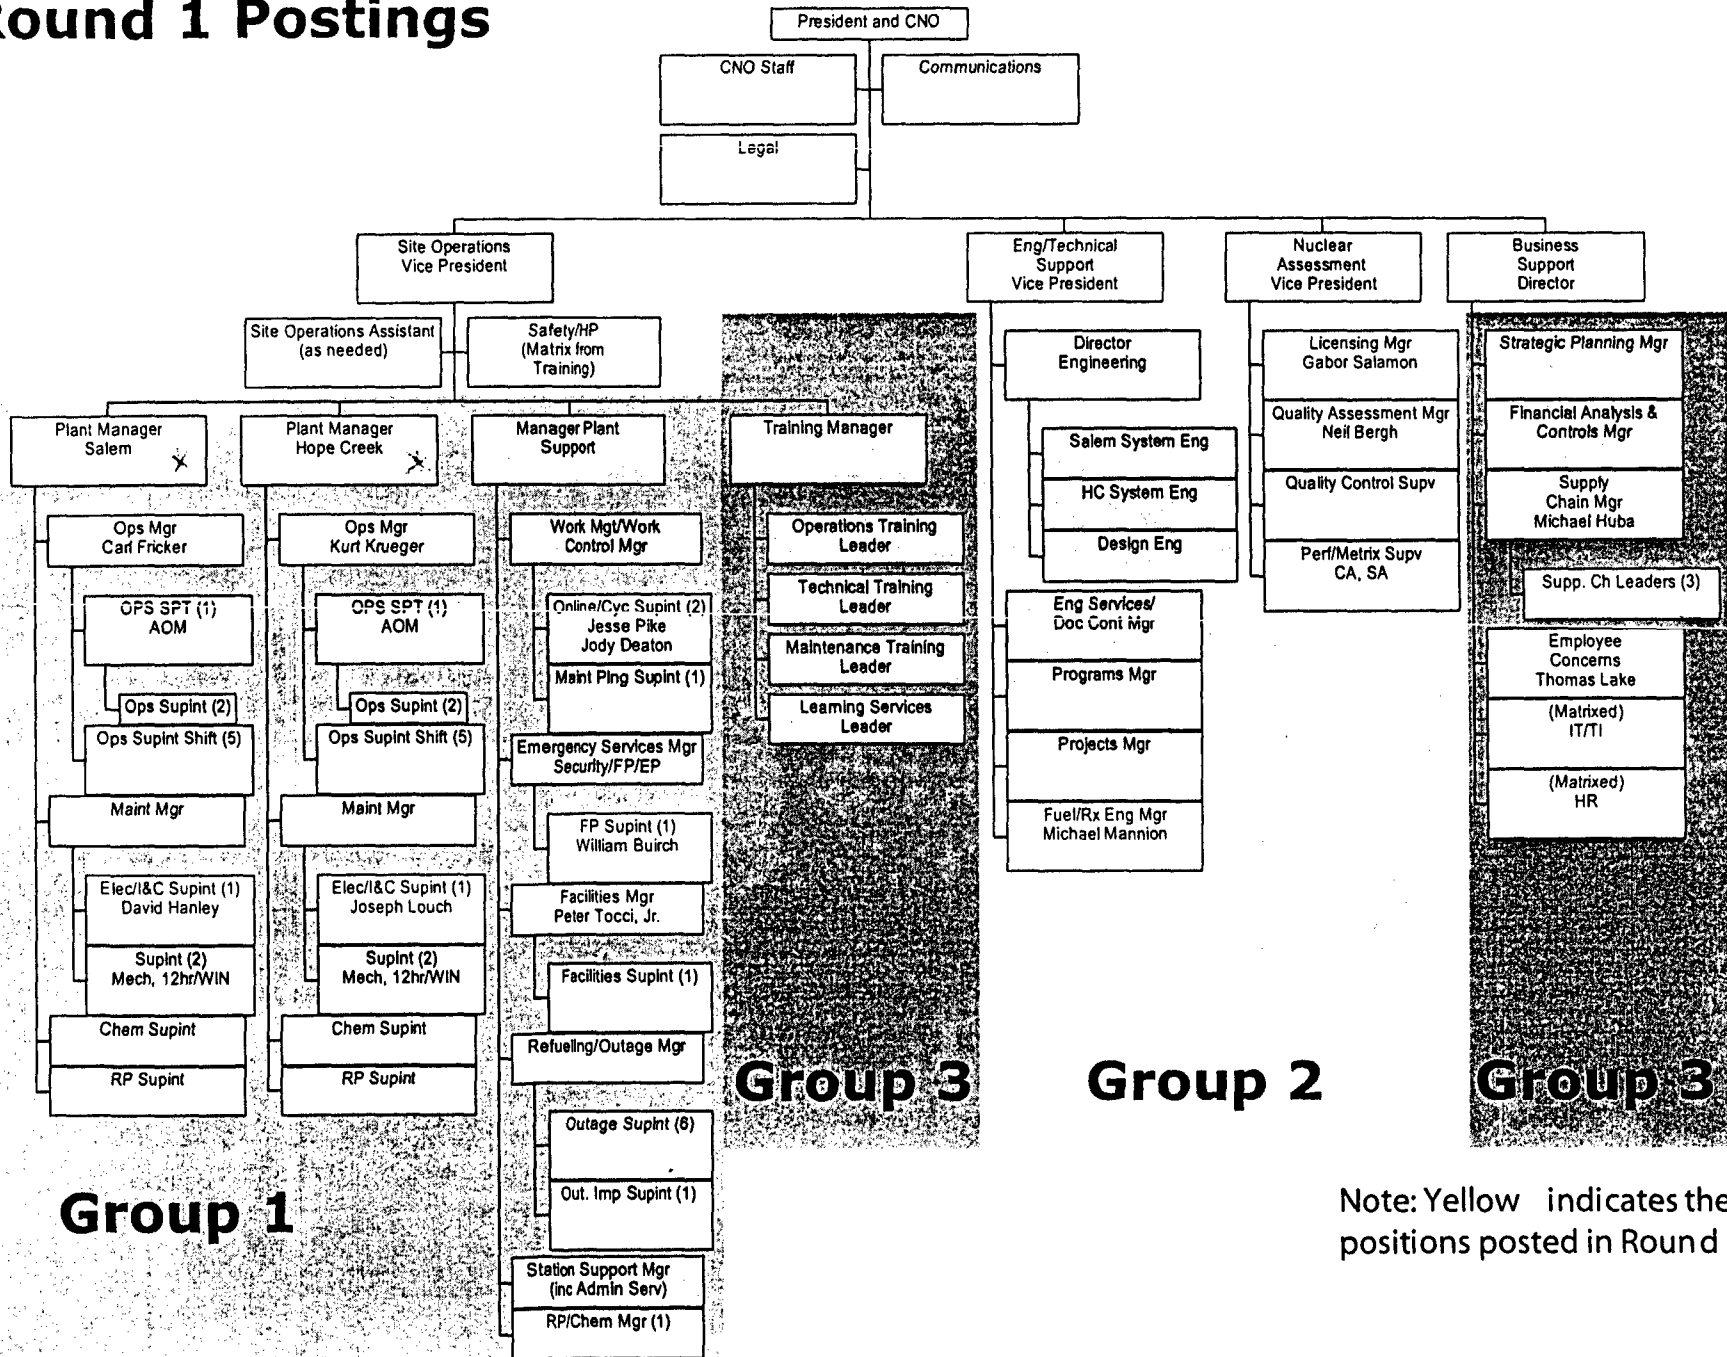 ound 1 Postings
President and CNO
CNO Staff
Communications
Legal
Site Operations
Vice President
Eng/Technical
Support
Vice President
Nuclear
Assessment
Vice President
Business
Support
Director
Site Operations Assistant
(as needed)
Safety/HP
(Matrix from
Training)
Plant Manager
Salem
Plant Manager
Hope Creek
Manager Plant
Support
Training Manager
Ops Mgr
Carl Fricker
OPS SPT (1)
AOM
Ops Supint (2)
Ops Supint Shift (5)
Maint Mgr
Elec/I&C Supint (1)
David Hanley
Supint (2)
Mech, 12hr/WIN
Chem Supint
RP Supint
Ops Mgr
Kurt Krueger
OPS SPT (1)
AOM
Ops Supint (2)
Ops Supint Shift (5)
Maint Mgr
Elec/I&C Supint (1)
Joseph Louch
Supint (2)
Mech, 12hr/WIN
Chem Supint
RP Supint
Work Mgt/Work
Control Mgr
Online/Cyc Supint (2)
Jesse Pike
Jody Deaton
Maint Plng Supint (1)
Emergency Services Mgr
Security/FP/EP
FP Supint (1)
William Buirch
Facilities Mgr
Peter Tocci, Jr.
Facilities Supint (1)
Refueling/Outage Mgr
Outage Supint (6)
Out. Imp Supint (1)
Station Support Mgr
(inc Admin Serv)
RP/Chem Mgr (1)
Operations Training
Leader
Technical Training
Leader
Maintenance Training
Leader
Learning Services
Leader
Director
Engineering
Salem System Eng
HC System Eng
Design Eng
Eng Services/
Doc Cont Mgr
Programs Mgr
Projects Mgr
Fuel/Rx Eng Mgr
Michael Mannion
Licensing Mgr
Gabor Salamon
Quality Assessment Mgr
Neil Bergh
Quality Control Supv
Perf/Metrix Supv
CA, SA
Strategic Planning Mgr
Financial Analysis &
Controls Mgr
Supply
Chain Mgr
Michael Huba
Supp. Ch Leaders (3)
Employee
Concerns
Thomas Lake
(Matrixed)
IT/TI
(Matrixed)
HR
Group 3
Group 2
Group 3
Group 1
Note: Yellow indicates the
positions posted in Round